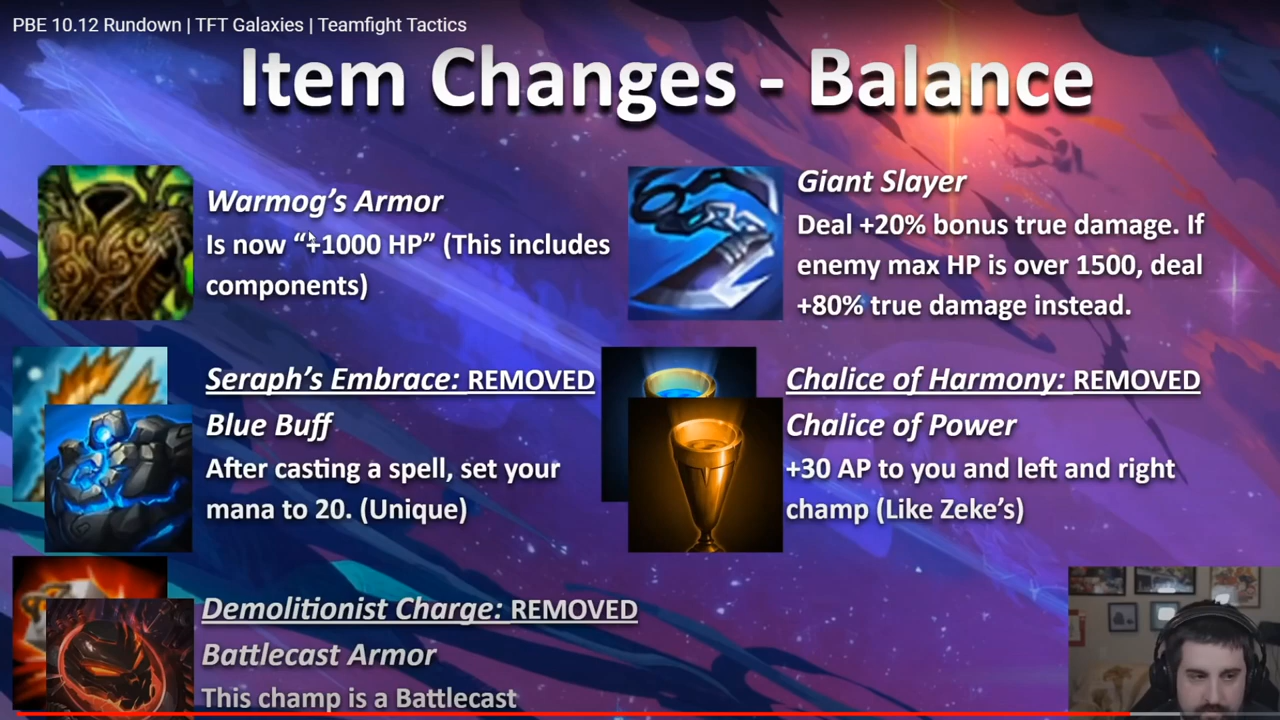 PBE 10.12 Rundown | TFT Galaxies | Teamfight Tactics
Item Changes - Balance
Warmog's Armor
Is now "+1000 HP" (This includes
components)
Giant Slayer
Deal +20% bonus true damage. If
enemy max HP is over 1500, deal
+80% true damage instead.
Seraph's Embrace: REMOVED
Blue Buff
After casting a spell, set your
mana to 20. (Unique)
Chalice of Harmony: REMOVED
Chalice of Power
+30 AP to you and left and right
champ (Like Zeke's)
Demolitionist Charge: REMOVED
Battlecast Armor
This champ is a Battlecast